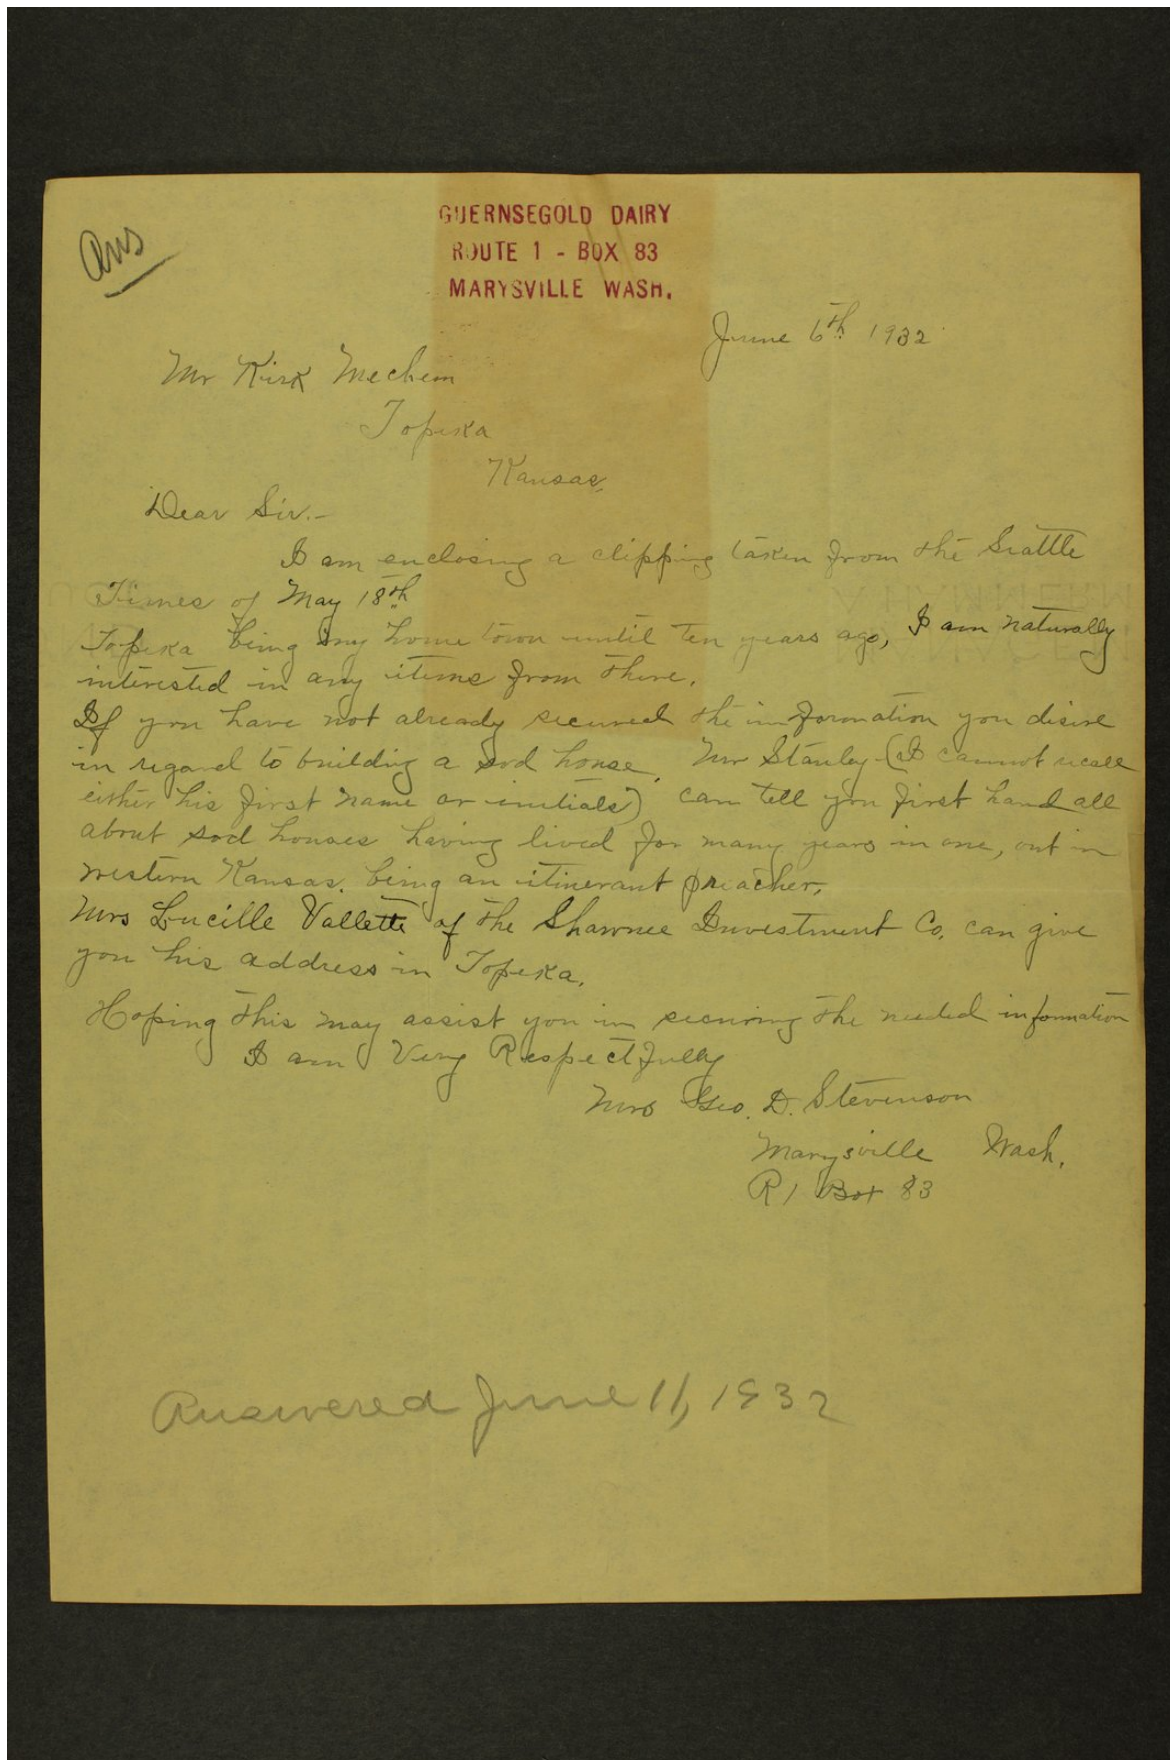 Ans
GUERNSEGOLD DAIRY
ROUTE 1 - BOX 83
MARYSVILLE WASH.
June 6th 1932
Mr Kirk Mechem
Topeka
Kansas,
Dear Sir.-
I am enclosing a clipping taken from the Seattle
Times of May 18th
Topeka being my home town until ten years ago, I am naturally
interested in any items from there.
If you have not already secured the information you disire
in regard to building a sod house, Mr Stanley (I cannot recall
either his first name or initials) can tell you first hand all
about sod houses having lived for many years in one, out in
western Kansas, being an itinerant preacher.
Mrs Lucille Vallette of the Shawnee Investment Co. can give
you his address in Topeka.
Hoping this may assist you in securing the needed information
I am Very Respectfully
Mrs Geo. D. Stevenson
Marysville Wash.
R 1 Box 83
Answered June 11, 1932